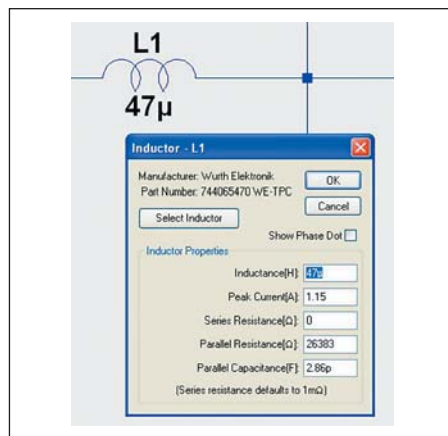 L1
47µ
Inductor - L1
Manufacturer: Wurth Elektronik
Part Number: 744065470 WE-TPC
OK
Cancel
Select Inductor
Show Phase Dot
Inductor Properties
Inductance[H]: 47µ
Peak Current[A]: 1.15
Series Resistance[Ω]: 0
Parallel Resistance[Ω]: 26383
Parallel Capacitance[F]: 2.86p
(Series resistance defaults to 1mΩ)